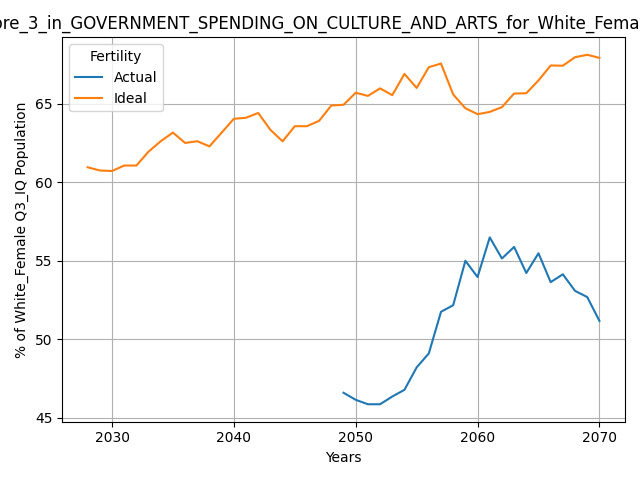 ore_3_in_GOVERNMENT_SPENDING_ON_CULTURE_AND_ARTS_for_White_Fema
Fertility
Actual
Ideal
% of White_Female Q3_IQ Population
65
60
55
50
45
2030 2040 2050 2060 2070
Years